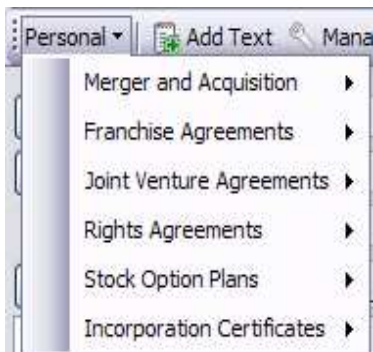 Personal Add Text Mana
Merger and Acquisition
Franchise Agreements
Joint Venture Agreements
Rights Agreements
Stock Option Plans
Incorporation Certificates